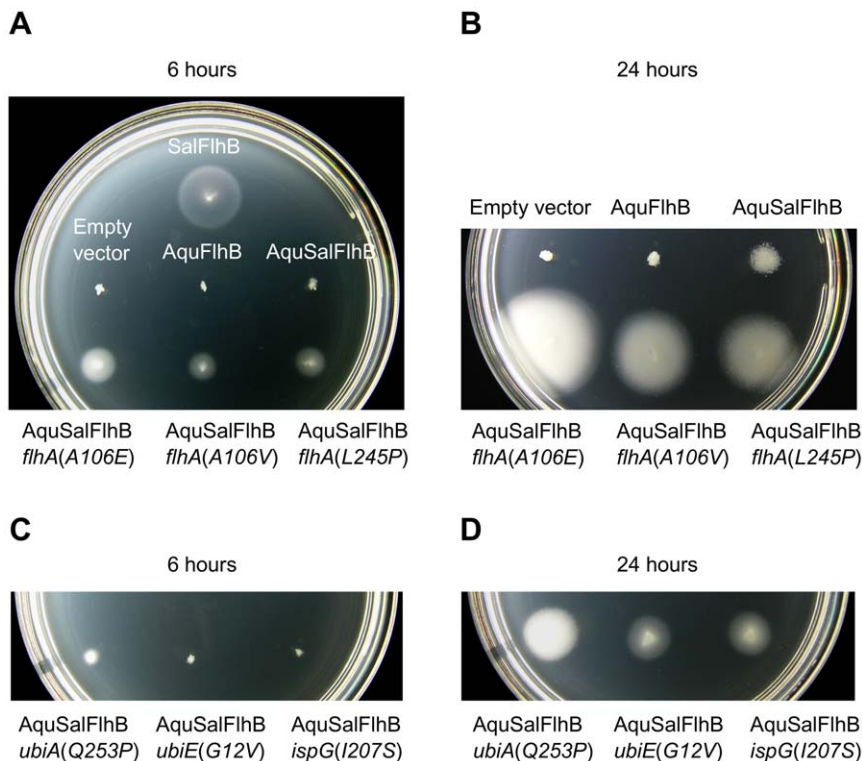 A
6 hours
SalFlhB
Empty
vector
AquFlhB
AquSalFlhB
AquSalFlhB
flhA(A106E)
AquSalFlhB
flhA(A106V)
AquSalFlhB
flhA(L245P)
B
24 hours
Empty vector
AquFlhB
AquSalFlhB
AquSalFlhB
flhA(A106E)
AquSalFlhB
flhA(A106V)
AquSalFlhB
flhA(L245P)
C
6 hours
AquSalFlhB
ubiA(Q253P)
AquSalFlhB
ubiE(G12V)
AquSalFlhB
ispG(I207S)
D
24 hours
AquSalFlhB
ubiA(Q253P)
AquSalFlhB
ubiE(G12V)
AquSalFlhB
ispG(I207S)